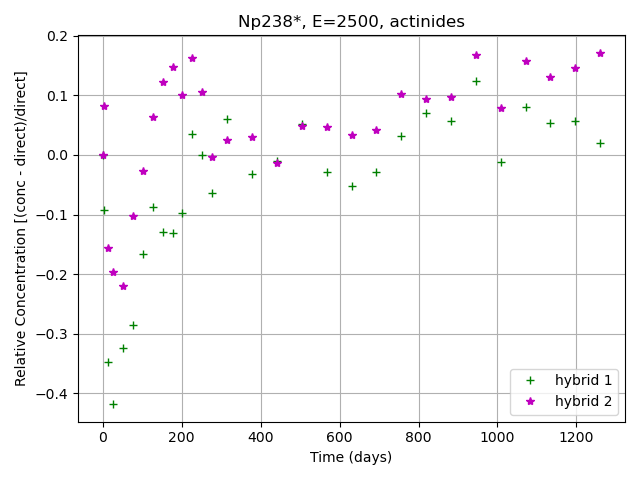 Np238*, E=2500, actinides
Relative Concentration [(conc - direct)/direct]
0.2
0.1
0.0
−0.1
−0.2
−0.3
−0.4
0 200 400 600 800 1000 1200
Time (days)
hybrid 1
hybrid 2